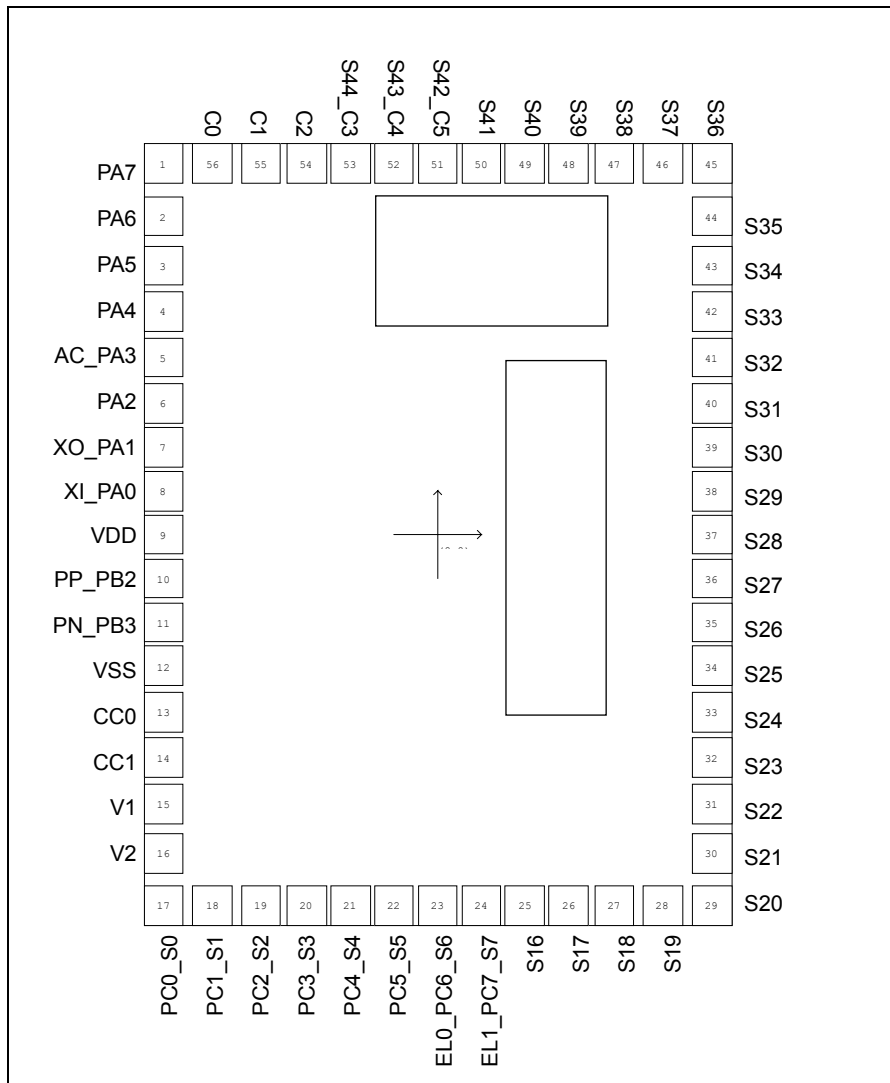 S44_C3
S43_C4
S42_C5
C0
C1
C2
S41
S40
S39
S38
S37
S36
PA7
1
56
55
54
53
52
51
50
49
48
47
46
45
PA6
2
44
S35
PA5
3
43
S34
PA4
4
42
S33
AC_PA3
5
41
S32
PA2
6
40
S31
XO_PA1
7
39
S30
XI_PA0
8
38
S29
VDD
9
37
S28
PP_PB2
10
36
S27
PN_PB3
11
35
S26
VSS
12
34
S25
CC0
13
33
S24
CC1
14
32
S23
V1
15
31
S22
V2
16
30
S21
17
18
19
20
21
22
23
24
25
26
27
28
29
S20
PC0_S0
PC1_S1
PC2_S2
PC3_S3
PC4_S4
PC5_S5
EL0_PC6_S6
EL1_PC7_S7
S16
S17
S18
S19